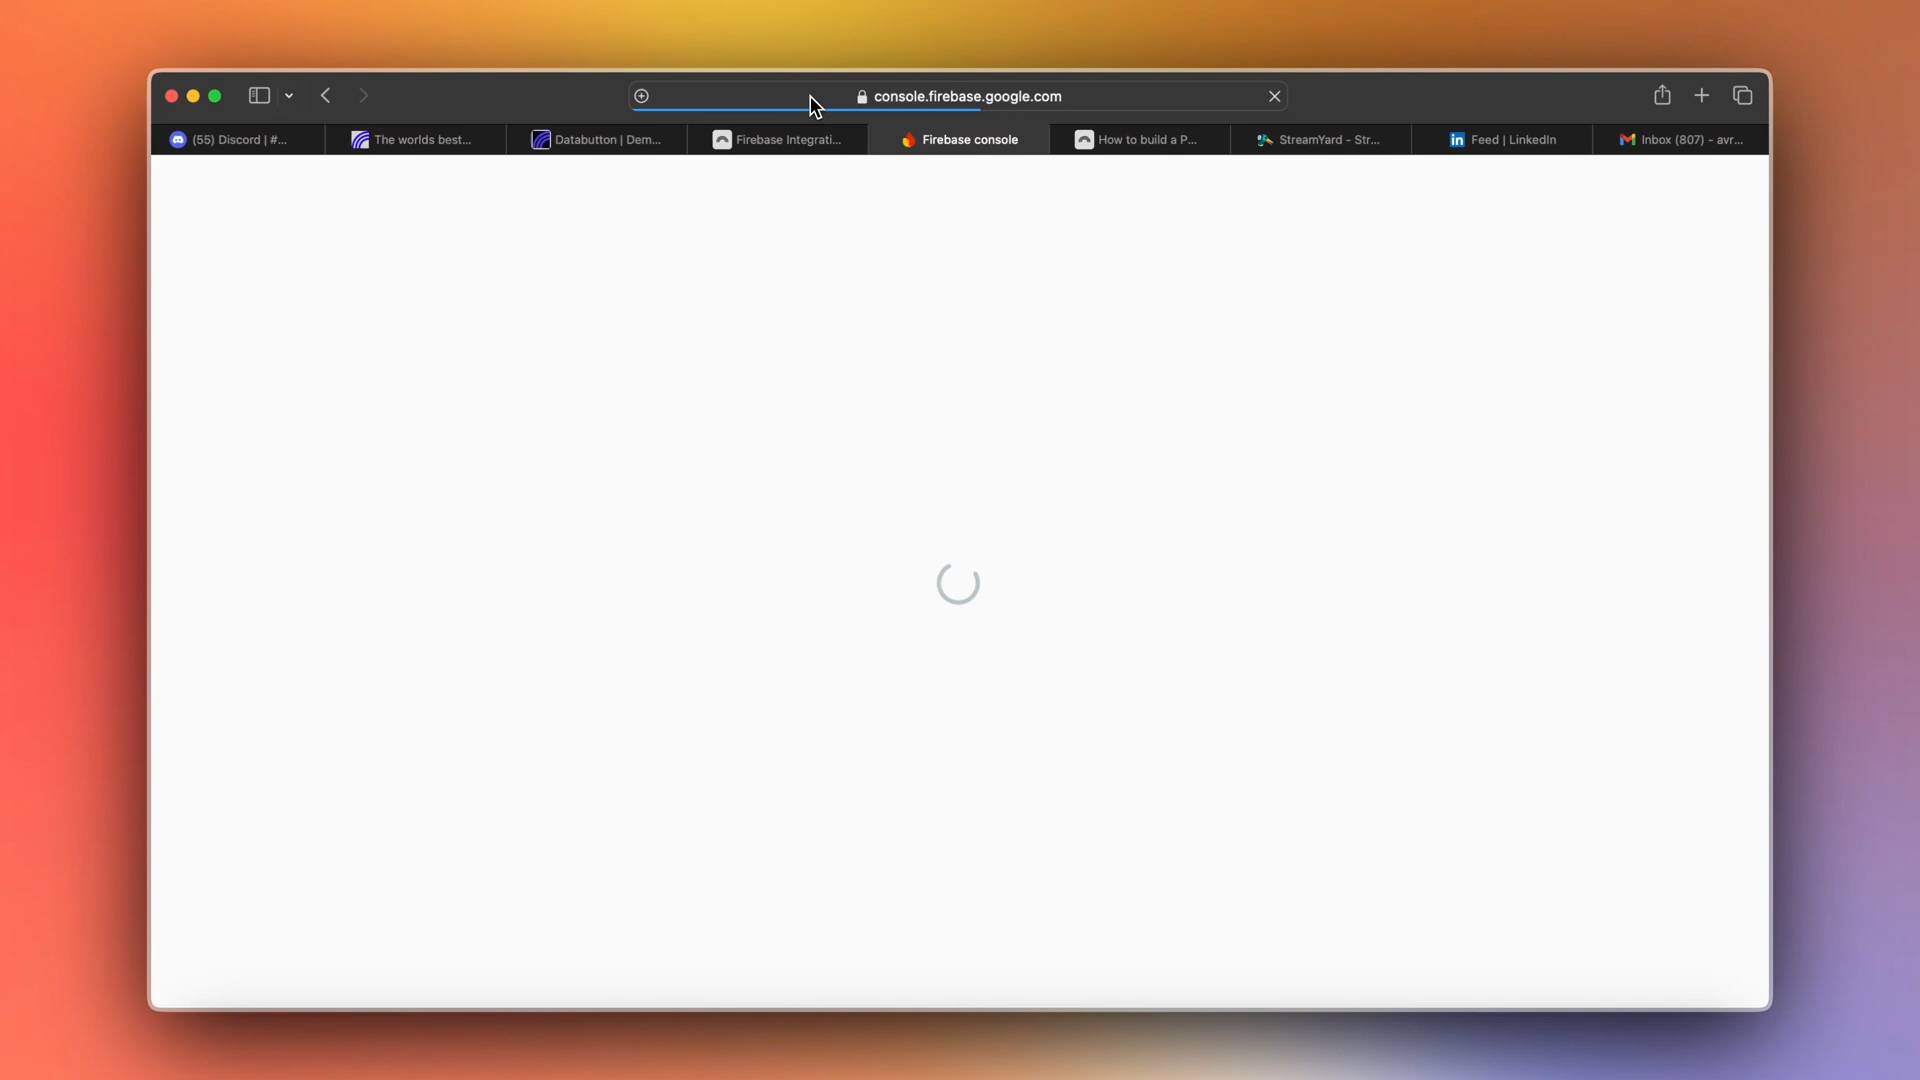 console.firebase.google.com
(55) Discord | #...
The worlds best...
Databutton | Dem...
Firebase Integrati...
Firebase console
How to build a P...
StreamYard - Str...
in Feed | LinkedIn
Inbox (807) - avr...